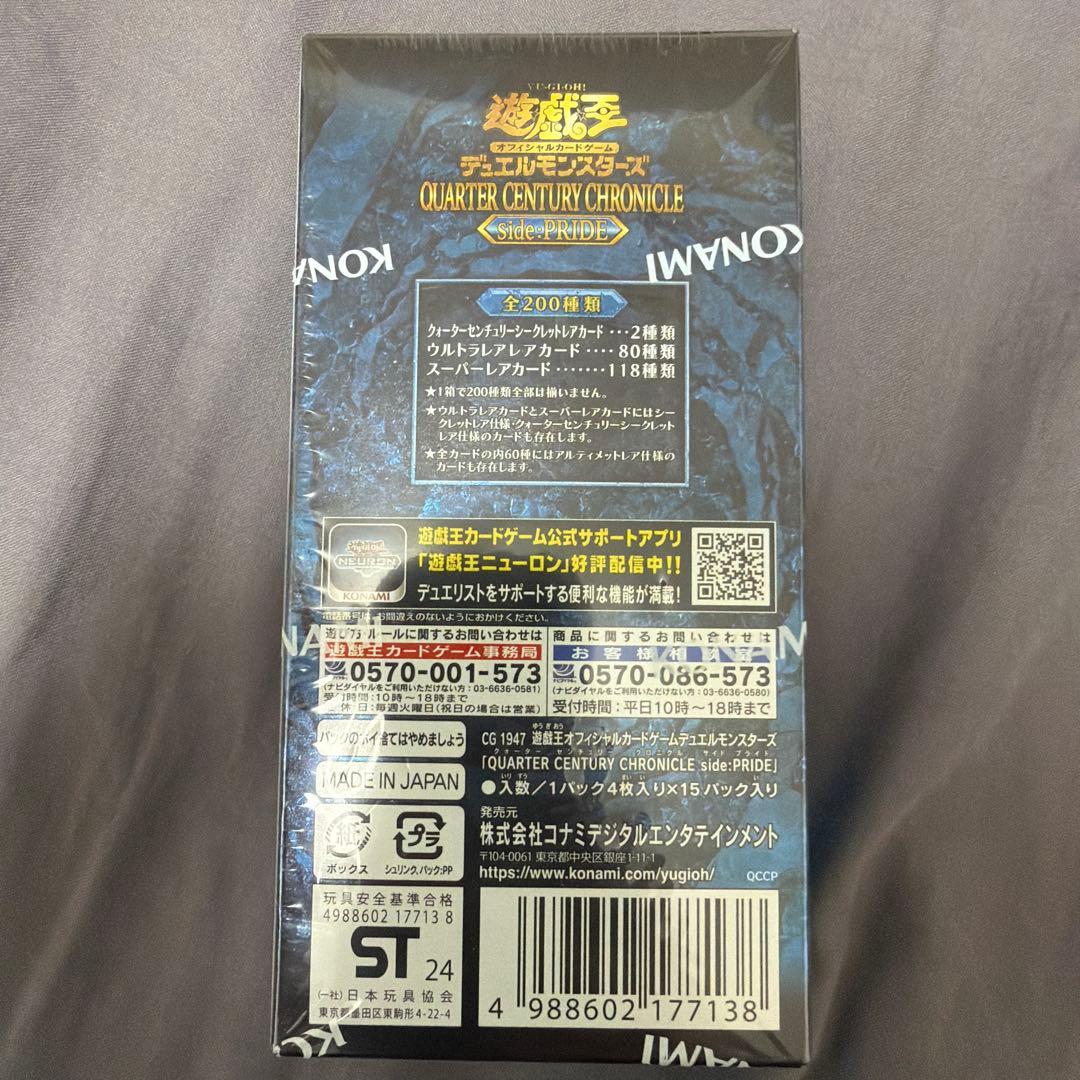 YU-GI-OH!
遊戯王
オフィシャルカードゲーム
デュエルモンスターズ
QUARTER CENTURY CHRONICLE
side:PRIDE
KONAMI
KONAMI
全200種類
クォーターセンチュリーシークレットレアカード ‥‥2種類
ウルトラレアレアカード ‥‥80種類
スーパーレアカード ‥‥‥‥118種類
★1箱で200種類全部は揃いません。
★ウルトラレアカードとスーパーレアカードにはシー
クレットレア仕様・クォーターセンチュリーシークレット
レア仕様のカードも存在します。
★全カードの内60種にはアルティメットレア仕様の
カードも存在します。
Yu-Gi-Oh!
NEURON
KONAMI
遊戯王カードゲーム公式サポートアプリ
「遊戯王ニューロン」好評配信中!!
デュエリストをサポートする便利な機能が満載!
電話番号は、お間違えのないようにおかけください。
KONAMI
KONAMI
遊び方・ルールに関するお問い合わせは
遊戯王カードゲーム事務局
0570-001-573
(ナビダイヤルをご利用いただけない方:03-6636-0581)
受付時間:10時~18時まで
定休日:毎週火曜日(祝日の場合は営業)
商品に関するお問い合わせは
お客様相談室
0570-086-573
(ナビダイヤルをご利用いただけない方:03-6636-0580)
受付時間:平日10時~18時まで
パックのポイ捨てはやめましょう
MADE IN JAPAN
紙
ボックス
プラ
シュリンク,パック:PP
CG 1947 遊戯王オフィシャルカードゲームデュエルモンスターズ
「QUARTER CENTURY CHRONICLE side:PRIDE」
●入数/1パック4枚入り×15パック入り
発売元
株式会社コナミデジタルエンタテインメント
〒104-0061 東京都中央区銀座1-11-1
https://www.konami.com/yugioh/ QCCP
玩具安全基準合格
4988602 17713 8
ST 24
(一社)日本玩具協会
東京都墨田区東駒形4-22-4
4 988602 177138
KONAMI
KONAMI